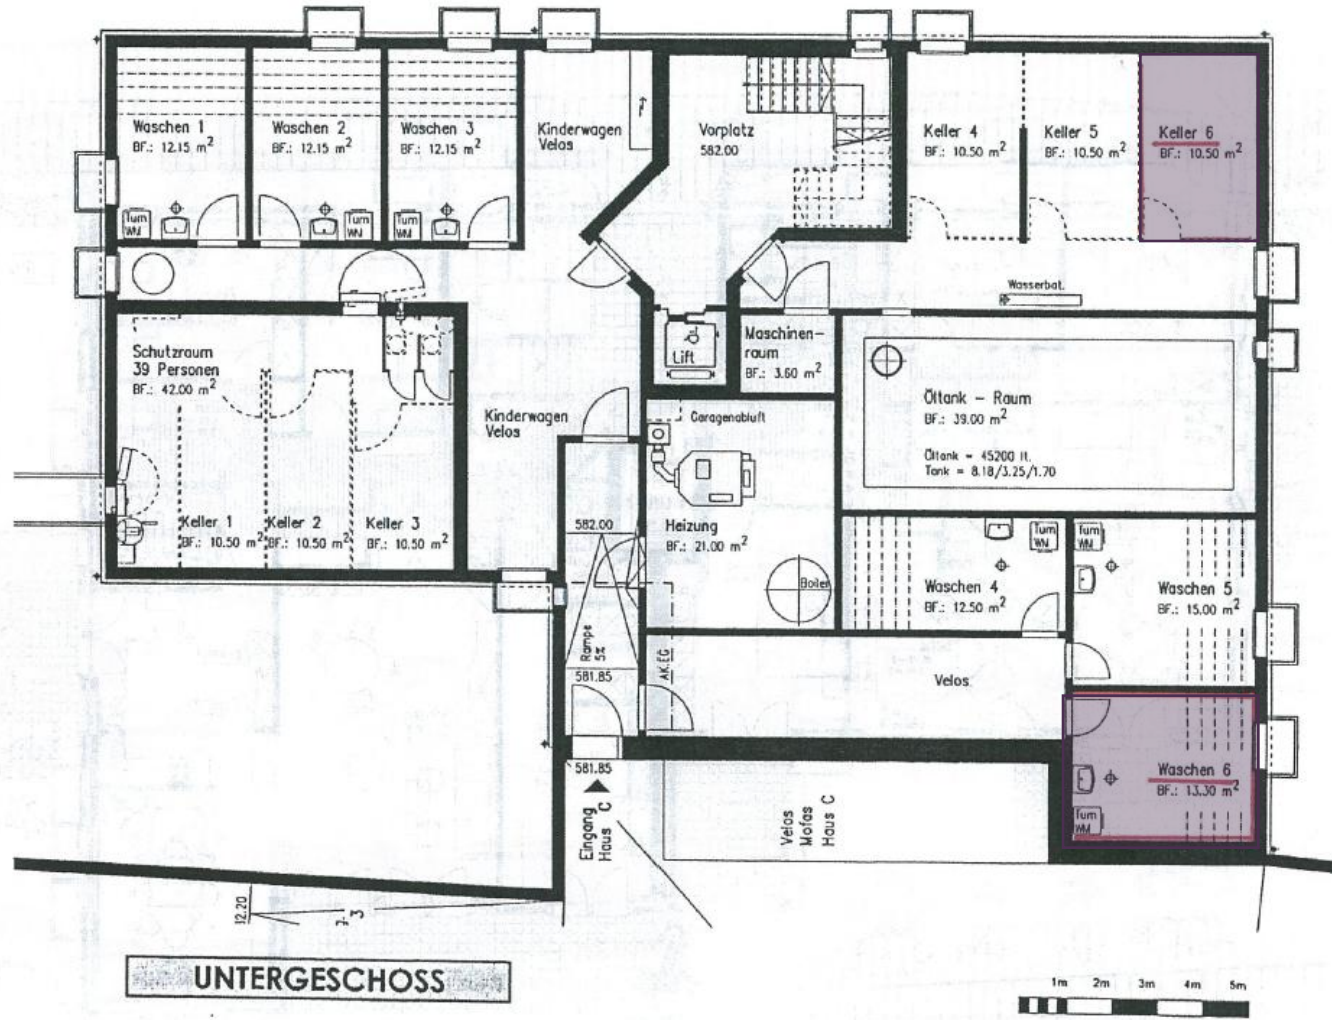 Waschen 1
BF.: 12.15 m²
Waschen 2
BF.: 12.15 m²
Waschen 3
BF.: 12.15 m²
Kinderwagen
Velos
Vorplatz
582.00
Keller 4
BF.: 10.50 m²
Keller 5
BF.: 10.50 m²
Keller 6
BF.: 10.50 m²
Tum
WM
Tum
WM
Tum
WM
Wasserbat.
Schutzraum
39 Personen
BF.: 42.00 m²
Lift
Maschinen-
raum
BF.: 3.60 m²
Öltank - Raum
BF.: 39.00 m²
Öltank = 45200 lt.
Tank = 8.18/3.25/1.70
Kinderwagen
Velos
Garagenabluft
Keller 1
BF.: 10.50 m²
Keller 2
BF.: 10.50 m²
Keller 3
BF.: 10.50 m²
582.00
Heizung
BF.: 21.00 m²
Boiler
Tum
WM
Tum
WM
Waschen 4
BF.: 12.50 m²
Waschen 5
BF.: 15.00 m²
Rampe
5%
581.85
AK.EG
Velos
581.85
Eingang
Haus C
Velos
Mofas
Haus C
Waschen 6
BF.: 13.30 m²
Tum
WM
12.20
UNTERGESCHOSS
1m 2m 3m 4m 5m